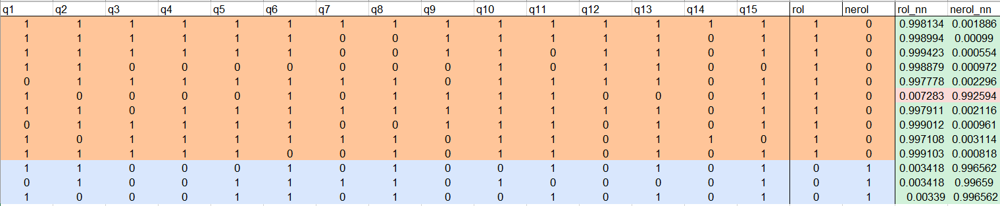 q1 q2 q3 q4 q5 q6 q7 q8 q9 q10 q11 q12 q13 q14 q15 rol nerol rol_nn nerol_nn
1 1 1 1 1 1 1 1 1 1 1 1 1 1 1 1 0 0.998134 0.001886
1 1 1 1 1 1 0 0 1 1 1 1 1 0 1 1 0 0.998994 0.00099
1 1 1 1 1 1 0 0 1 1 0 1 1 0 1 1 0 0.999423 0.000554
1 1 0 0 0 0 0 0 0 1 0 1 1 0 0 1 0 0.998879 0.000972
0 1 1 1 1 1 1 1 0 1 1 1 1 0 1 1 0 0.997778 0.002296
1 0 0 0 0 1 0 1 1 1 1 0 0 0 1 1 0 0.007283 0.992594
1 1 0 1 1 1 1 1 1 1 1 1 1 0 1 1 0 0.997911 0.002116
0 1 1 1 1 1 0 0 1 1 1 0 1 0 1 1 0 0.999012 0.000961
1 0 1 1 1 1 1 1 0 1 1 0 1 1 0 1 0 0.997108 0.003114
1 1 1 1 1 0 0 1 0 1 1 0 1 0 1 1 0 0.999103 0.000818
1 1 0 0 0 1 0 1 0 0 1 0 1 0 1 0 1 0.003418 0.996562
0 1 0 0 1 1 1 1 0 1 0 0 0 0 1 0 1 0.003418 0.99659
1 0 0 0 1 1 0 1 0 0 1 0 1 0 1 0 1 0.00339 0.996562